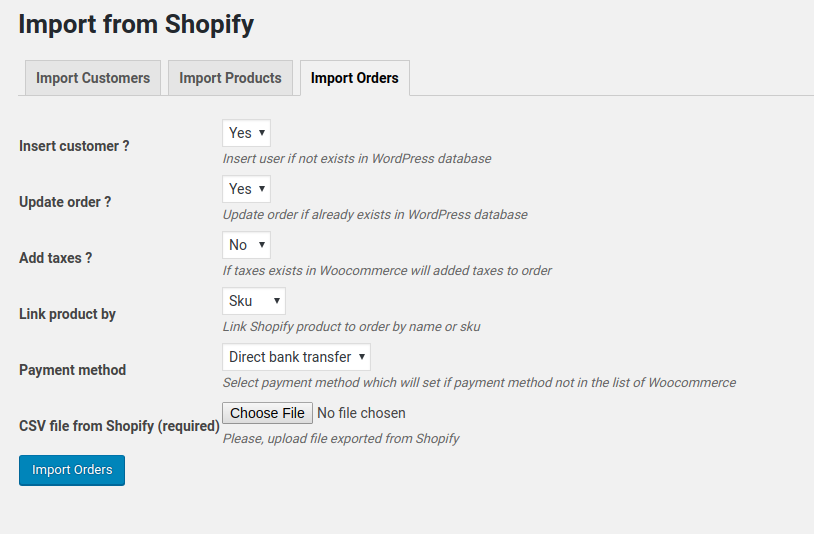 Import from Shopify
Import Customers Import Products Import Orders
Insert customer ? Yes
Insert user if not exists in WordPress database
Update order ? Yes
Update order if already exists in WordPress database
Add taxes ? No
If taxes exists in Woocommerce will added taxes to order
Link product by Sku
Link Shopify product to order by name or sku
Payment method Direct bank transfer
Select payment method which will set if payment method not in the list of Woocommerce
CSV file from Shopify (required) Choose File No file chosen
Please, upload file exported from Shopify
Import Orders